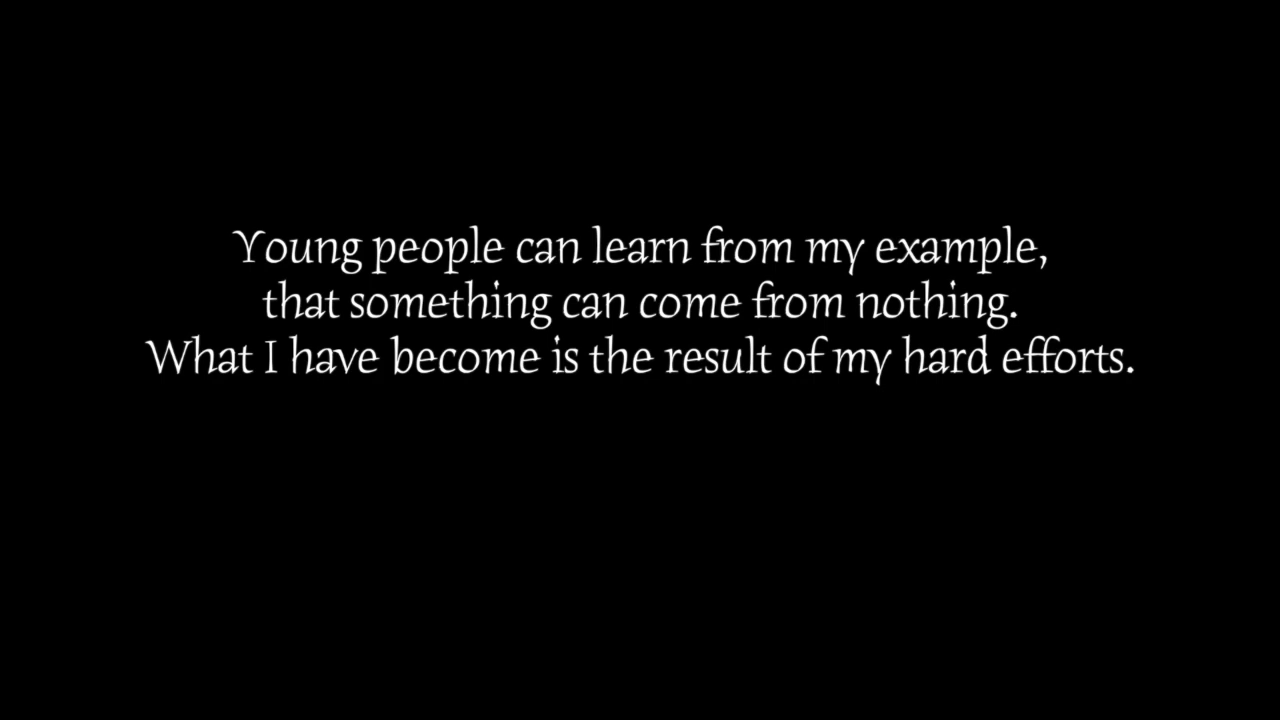 Young people can learn from my example,
that something can come from nothing.
What I have become is the result of my hard efforts.